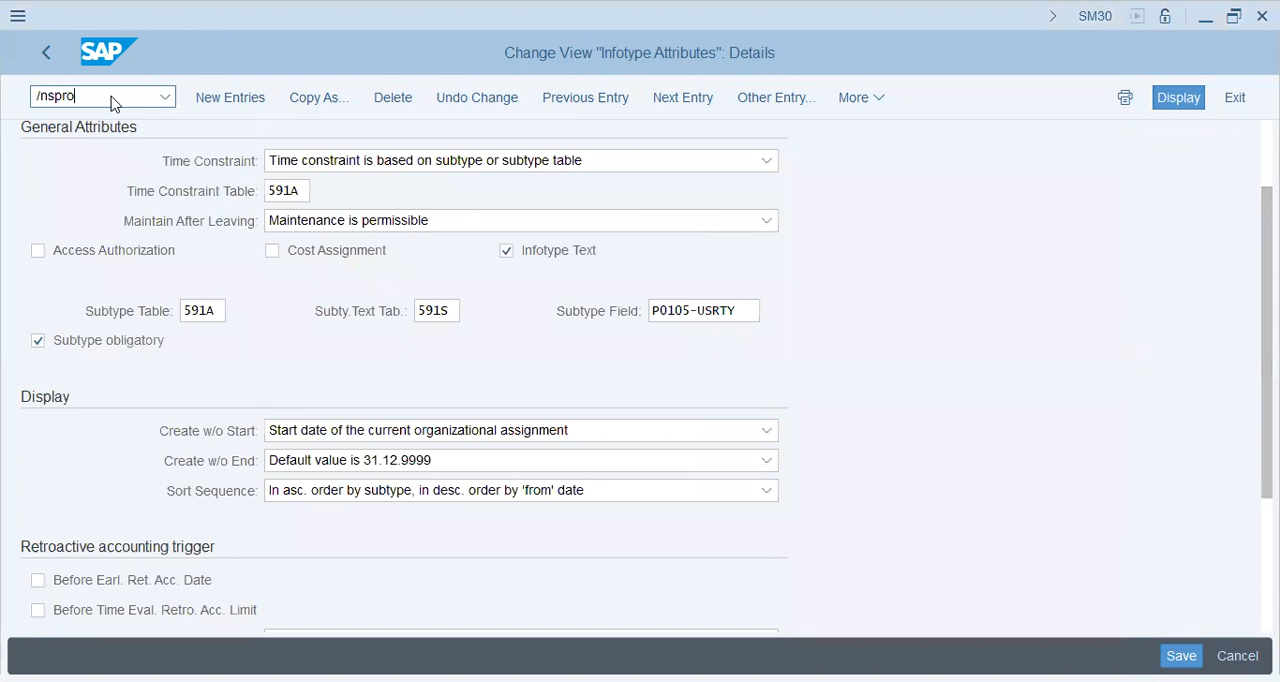 SM30
SAP
Change View "Infotype Attributes": Details
/nspro New Entries Copy As... Delete Undo Change Previous Entry Next Entry Other Entry... More Display Exit
General Attributes
Time Constraint: Time constraint is based on subtype or subtype table
Time Constraint Table: 591A
Maintain After Leaving: Maintenance is permissible
Access Authorization Cost Assignment Infotype Text
Subtype Table: 591A Subty.Text Tab.: 591S Subtype Field: P0105-USRTY
Subtype obligatory
Display
Create w/o Start: Start date of the current organizational assignment
Create w/o End: Default value is 31.12.9999
Sort Sequence: In asc. order by subtype, in desc. order by 'from' date
Retroactive accounting trigger
Before Earl. Ret. Acc. Date
Before Time Eval. Retro. Acc. Limit
Save Cancel